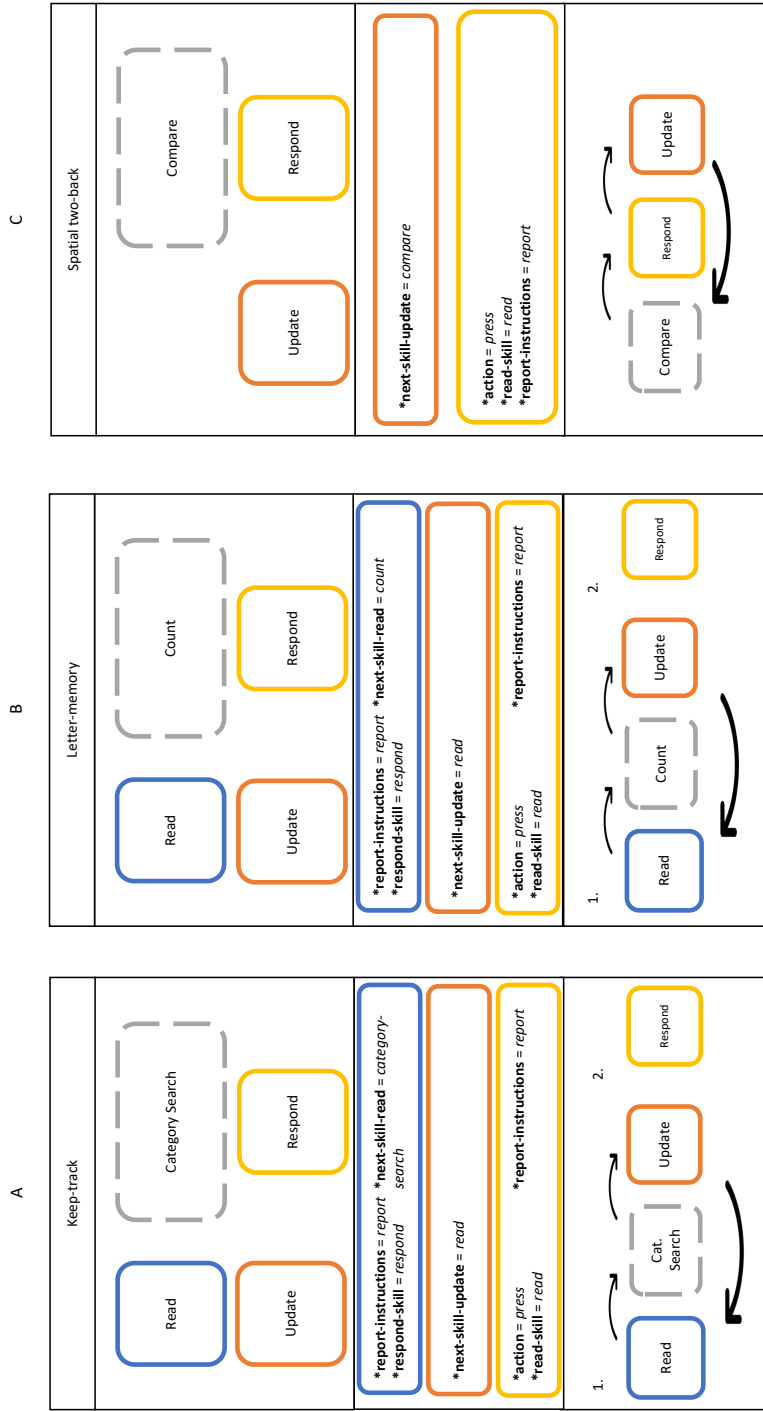 A
Keep-track
Read
Category Search
Update
Respond
*report-instructions = report *next-skill-read = category-
*respond-skill = respond search
*next-skill-update = read
*action = press *report-instructions = report
*read-skill = read
1.
2.
Read
Cat.
Search
Update
Respond
B
Letter-memory
Read
Count
Update
Respond
*report-instructions = report *next-skill-read = count
*respond-skill = respond
*next-skill-update = read
*action = press *report-instructions = report
*read-skill = read
1.
2.
Read
Count
Update
Respond
C
Spatial two-back
Compare
Update
Respond
*next-skill-update = compare
*action = press
*read-skill = read
*report-instructions = report
Compare
Respond
Update